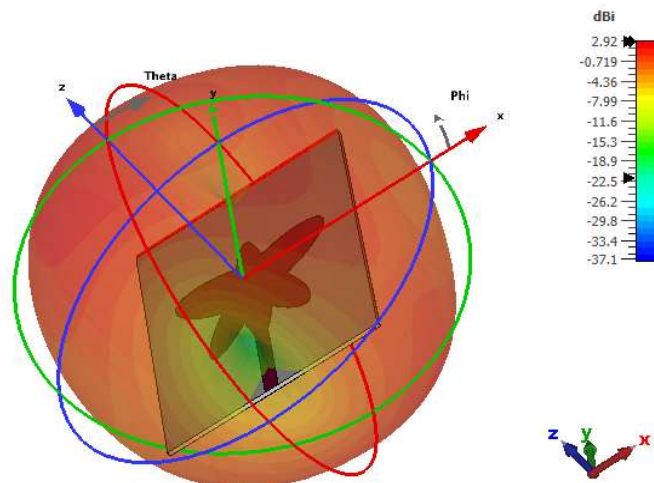 dBi
2.92
-0.719
-4.36
-7.99
-11.6
-15.3
-18.9
-22.5
-26.2
-29.8
-33.4
-37.1
Theta
y
z
Phi
x
z
y
x